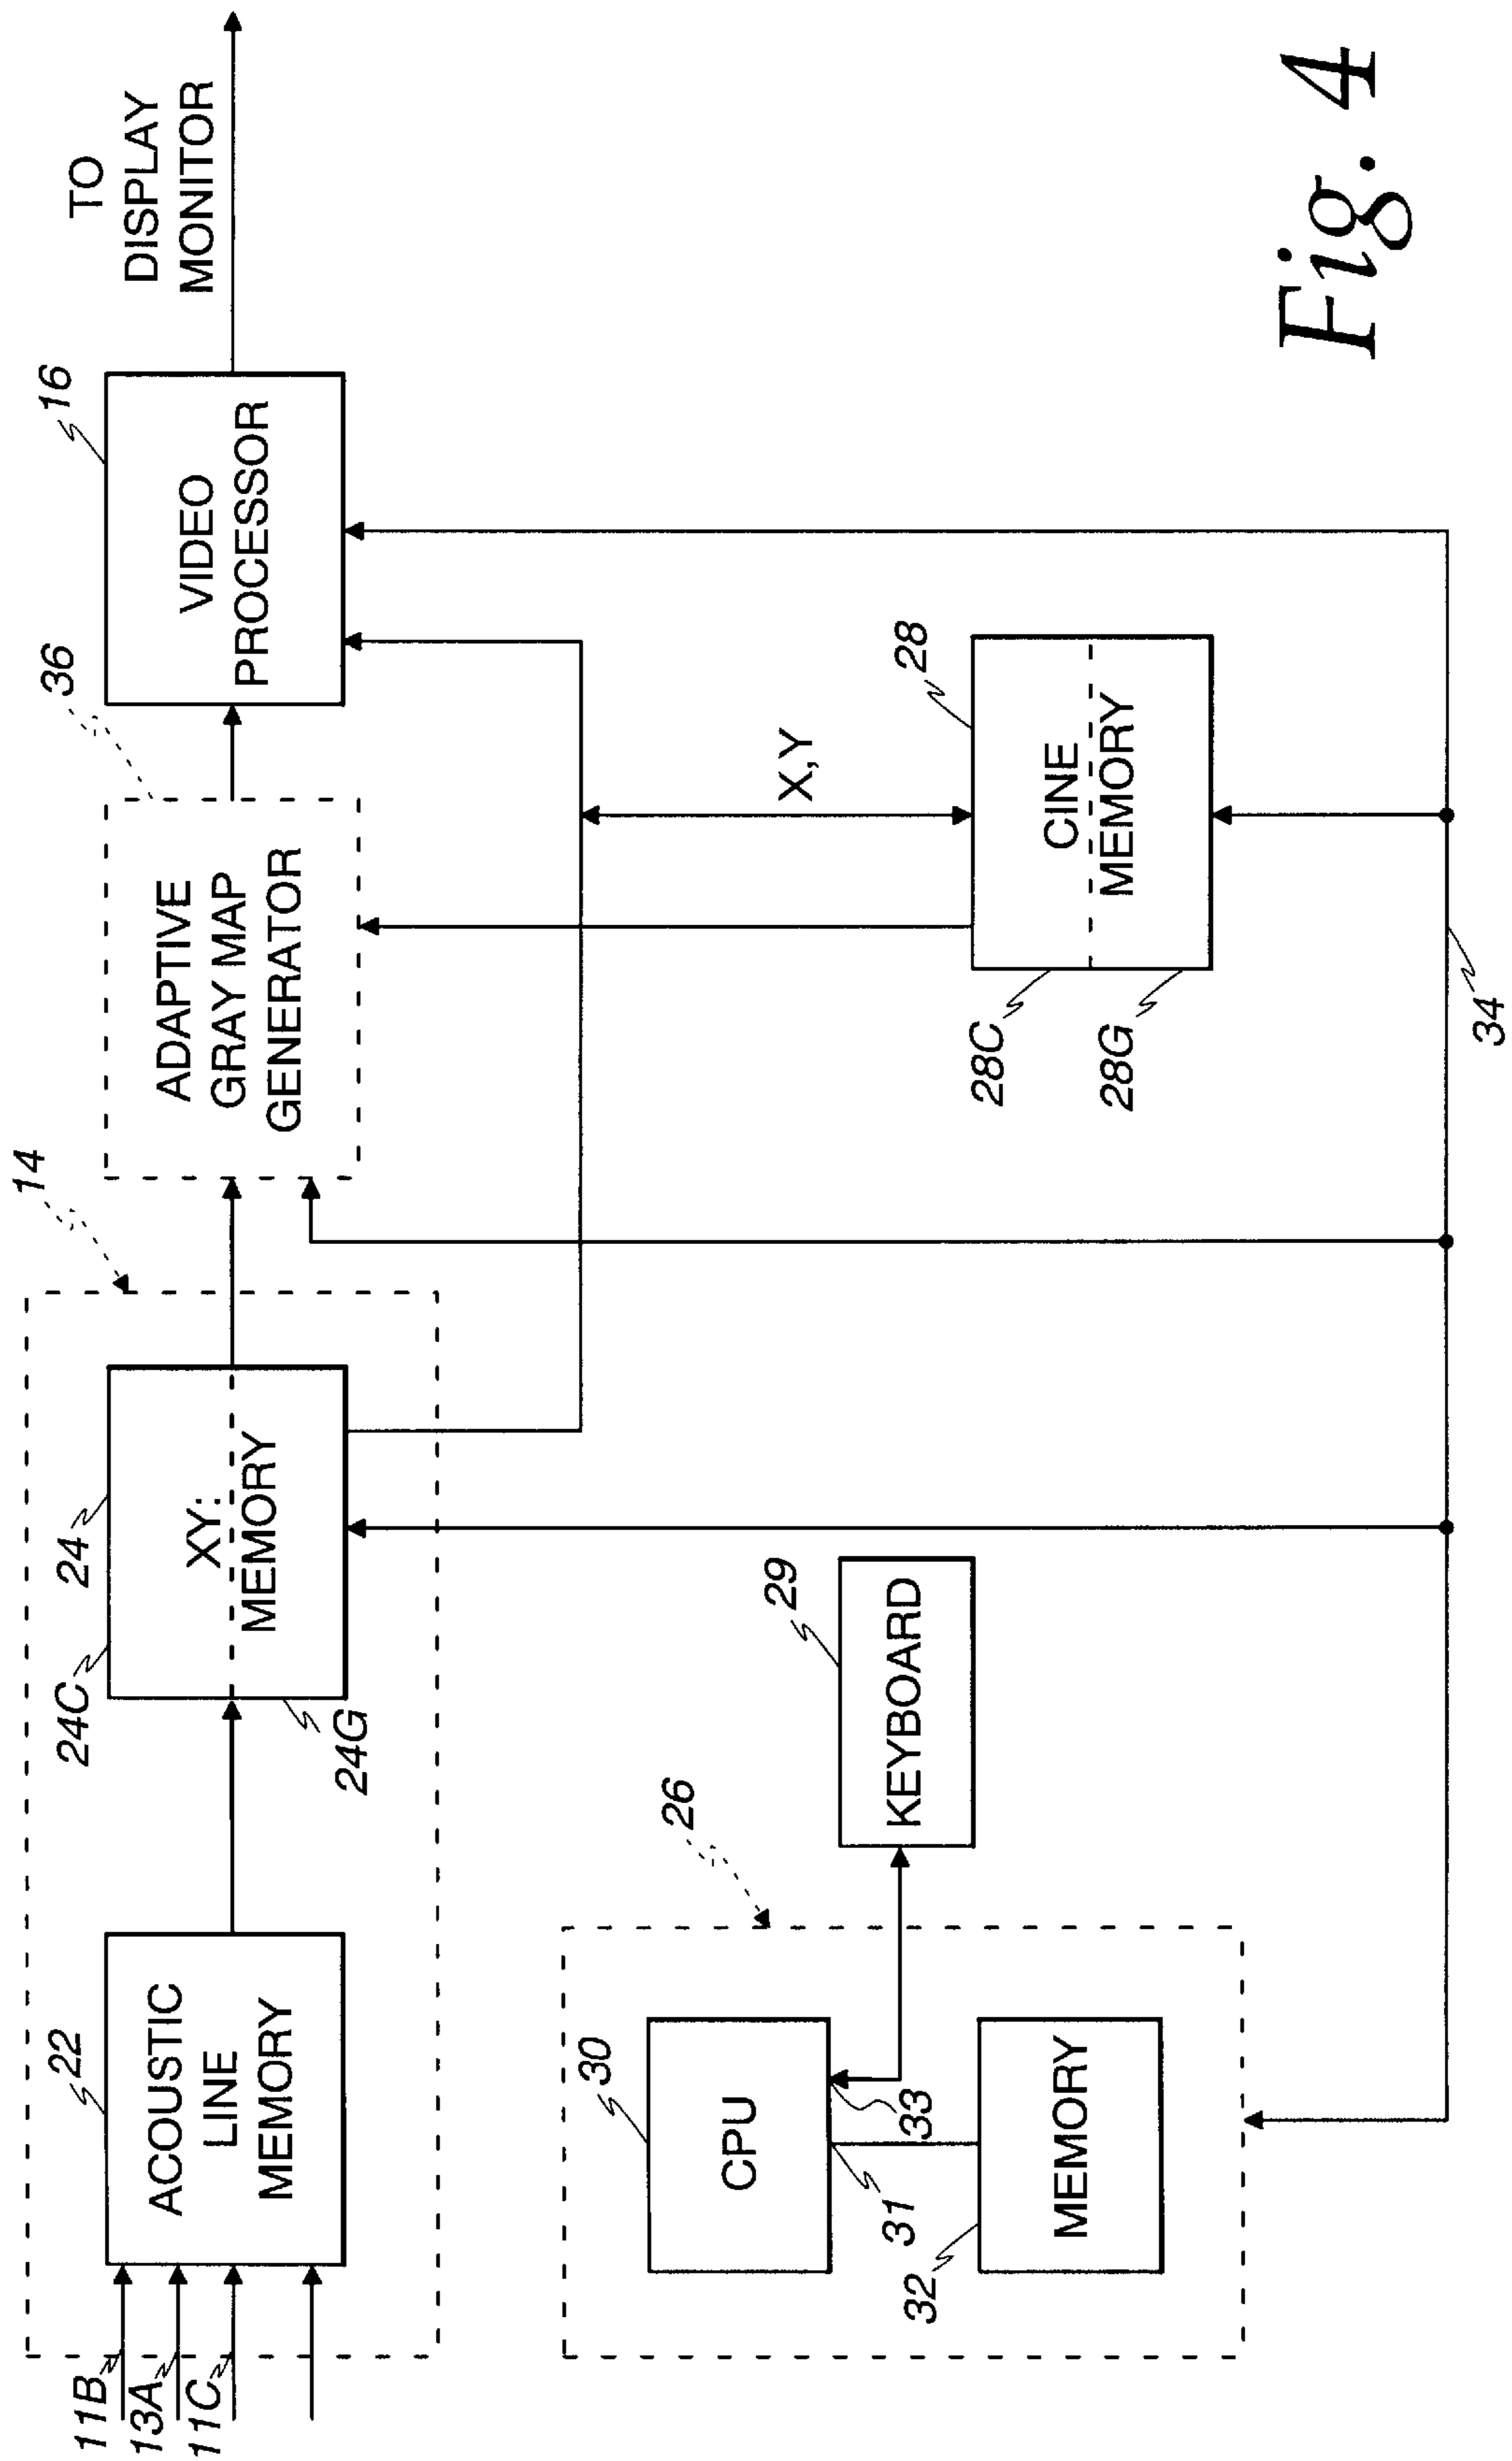 14
22
ACOUSTIC
LINE
MEMORY
11B
13A
11C
24C
24
XY:
MEMORY
24G
36
ADAPTIVE
GRAY MAP
GENERATOR
16
VIDEO
PROCESSOR
TO
DISPLAY
MONITOR
26
30
CPU
31
33
32
MEMORY
29
KEYBOARD
X,Y
28
CINE
MEMORY
28C
28G
34
Fig. 4